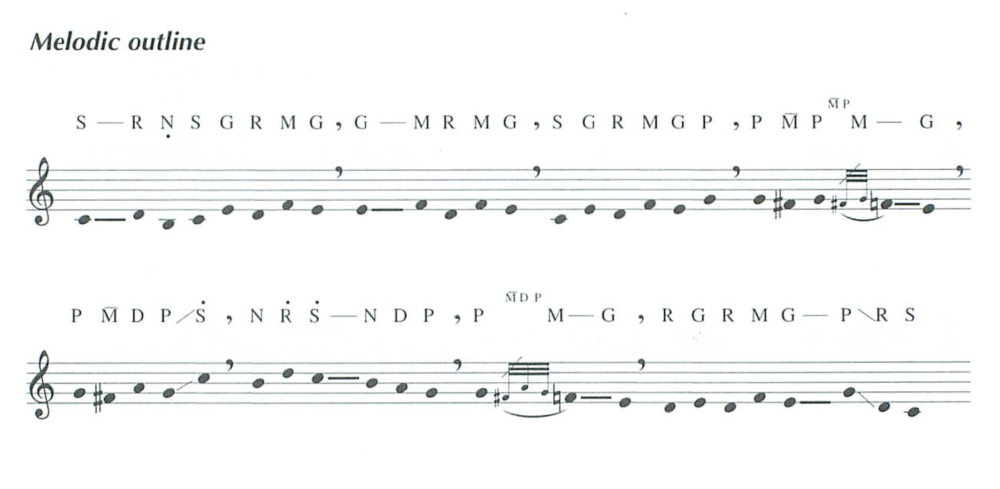 Melodic outline
M̅ P
S — R Ṇ S G R M G , G — M R M G , S G R M G P , P M̅ P M — G ,
M̅ D P
P M̅ D P / Ṡ , N Ṙ Ṡ — N D P , P M — G , R G R M G — P \ R S